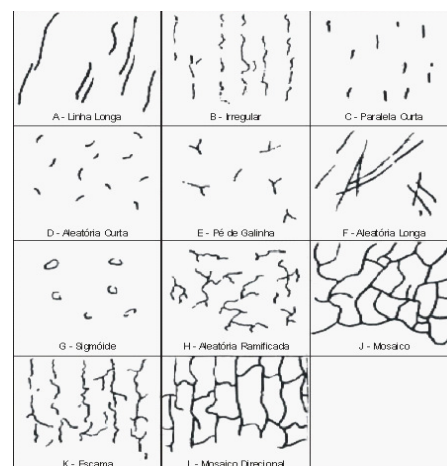 A - Linha Longa
B - Irregular
C - Paralela Curta
D - Aleatória Curta
E - Pé de Galinha
F - Aleatória Longa
G - Sigmóide
H - Aleatória Ramificada
J - Mosaico
K - Escama
L - Mosaico Direcional